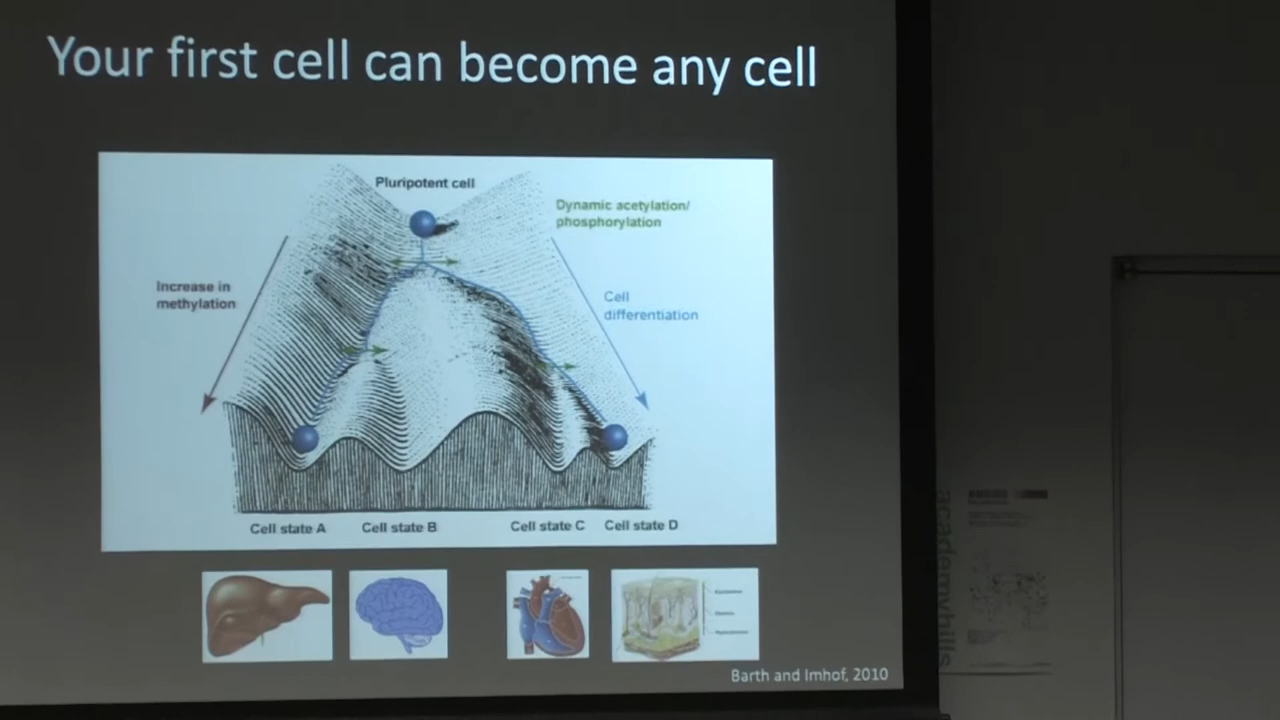 Your first cell can become any cell
Pluripotent cell
Dynamic acetylation/
phosphorylation
Increase in
methylation
Cell
differentiation
Cell state A
Cell state B
Cell state C
Cell state D
Barth and Imhof, 2010
academyhills